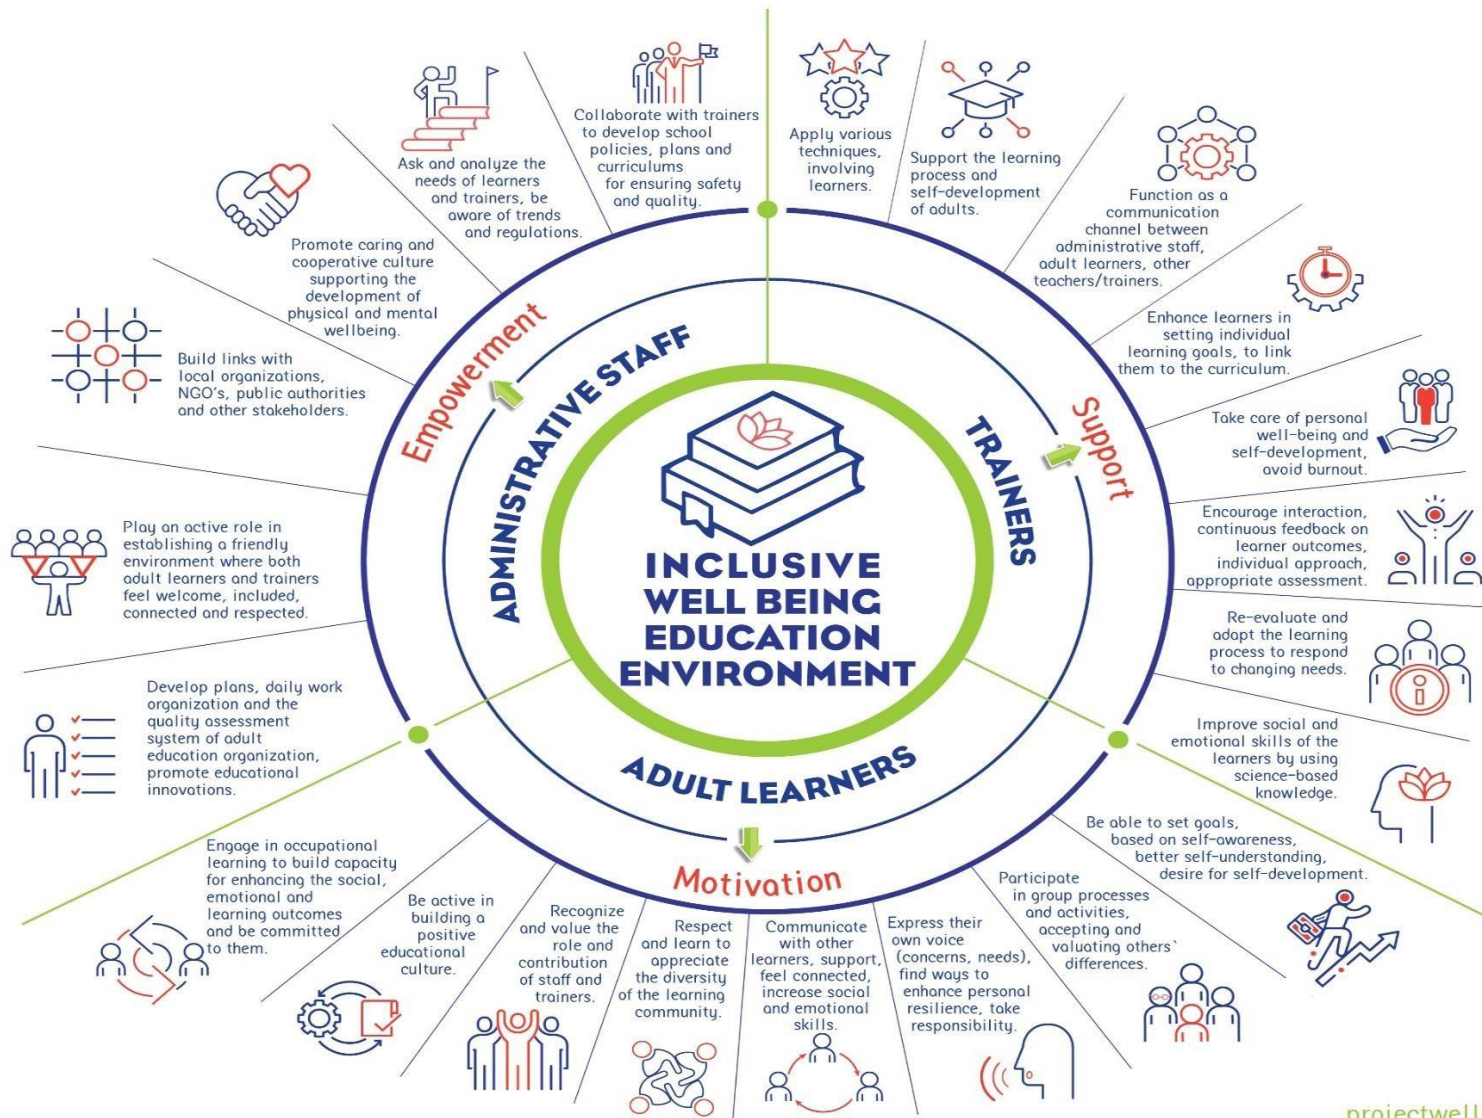 INCLUSIVE
WELL BEING
EDUCATION
ENVIRONMENT
ADMINISTRATIVE STAFF
Empowerment
Collaborate with trainers
to develop school
policies, plans and
curriculums
for ensuring safety
and quality.
Ask and analyze the
needs of learners
and trainers, be
aware of trends
and regulations.
Promote caring and
cooperative culture
supporting the
development of
physical and mental
wellbeing.
Build links with
local organizations,
NGO's, public authorities
and other stakeholders.
Play an active role in
establishing a friendly
environment where both
adult learners and trainers
feel welcome, included,
connected and respected.
Develop plans, daily work
organization and the
quality assessment
system of adult
education organization,
promote educational
innovations.
TRAINERS
Support
Apply various
techniques,
involving
learners.
Support the learning
process and
self-development
of adults.
Function as a
communication
channel between
administrative staff,
adult learners, other
teachers/trainers.
Enhance learners in
setting individual
learning goals, to link
them to the curriculum.
Take care of personal
well-being and
self-development,
avoid burnout.
Encourage interaction,
continuous feedback on
learner outcomes,
individual approach,
appropriate assessment.
Re-evaluate and
adapt the learning
process to respond
to changing needs.
Improve social and
emotional skills of the
learners by using
science-based
knowledge.
ADULT LEARNERS
Motivation
Engage in occupational
learning to build capacity
for enhancing the social,
emotional and
learning outcomes
and be committed
to them.
Be active in
building a
positive
educational
culture.
Recognize
and value the
role and
contribution
of staff and
trainers.
Respect
and learn to
appreciate
the diversity
of the learning
community.
Communicate
with other
learners, support,
feel connected,
increase social
and emotional
skills.
Express their
own voice
(concerns, needs),
find ways to
enhance personal
resilience, take
responsibility.
Participate
in group processes
and activities,
accepting and
valuating others`
differences.
Be able to set goals,
based on self-awareness,
better self-understanding,
desire for self-development.
projectwell